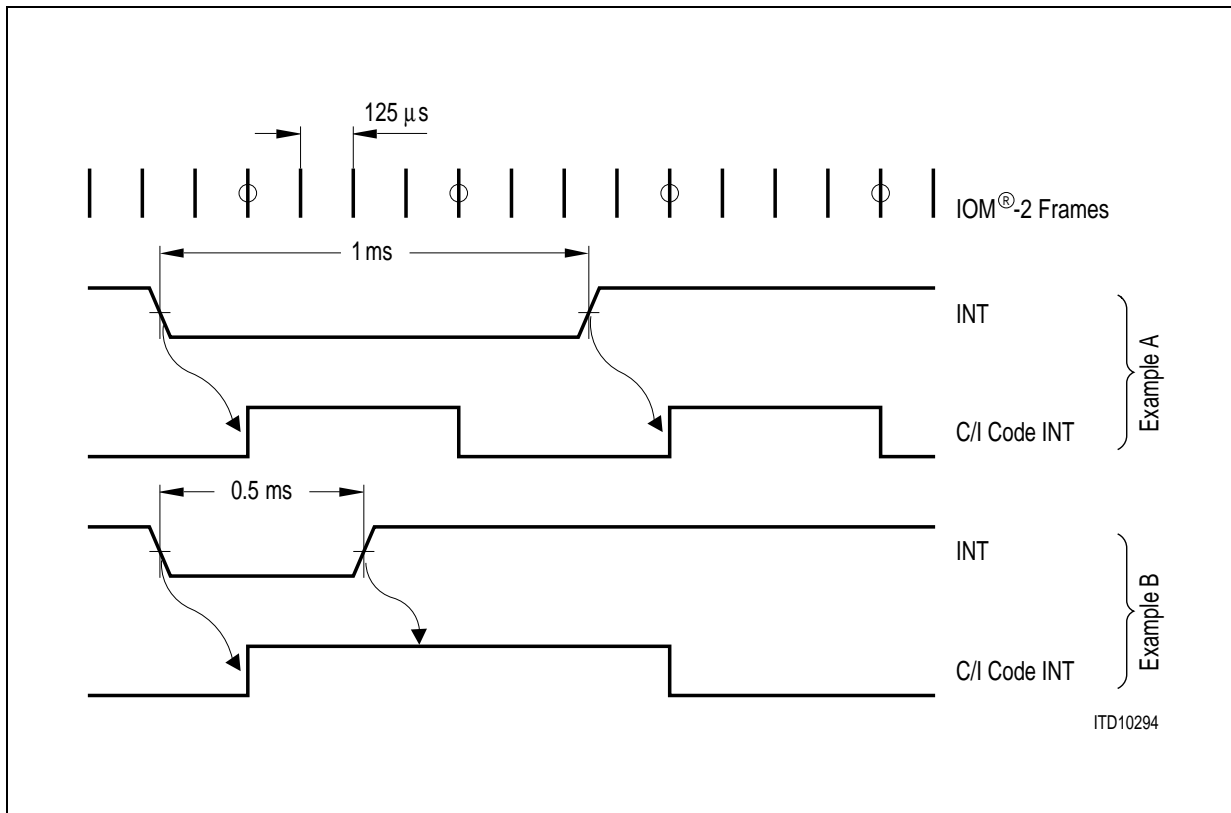 125 μs
IOM®-2 Frames
1 ms
INT
C/I Code INT
Example A
0.5 ms
INT
C/I Code INT
Example B
ITD10294